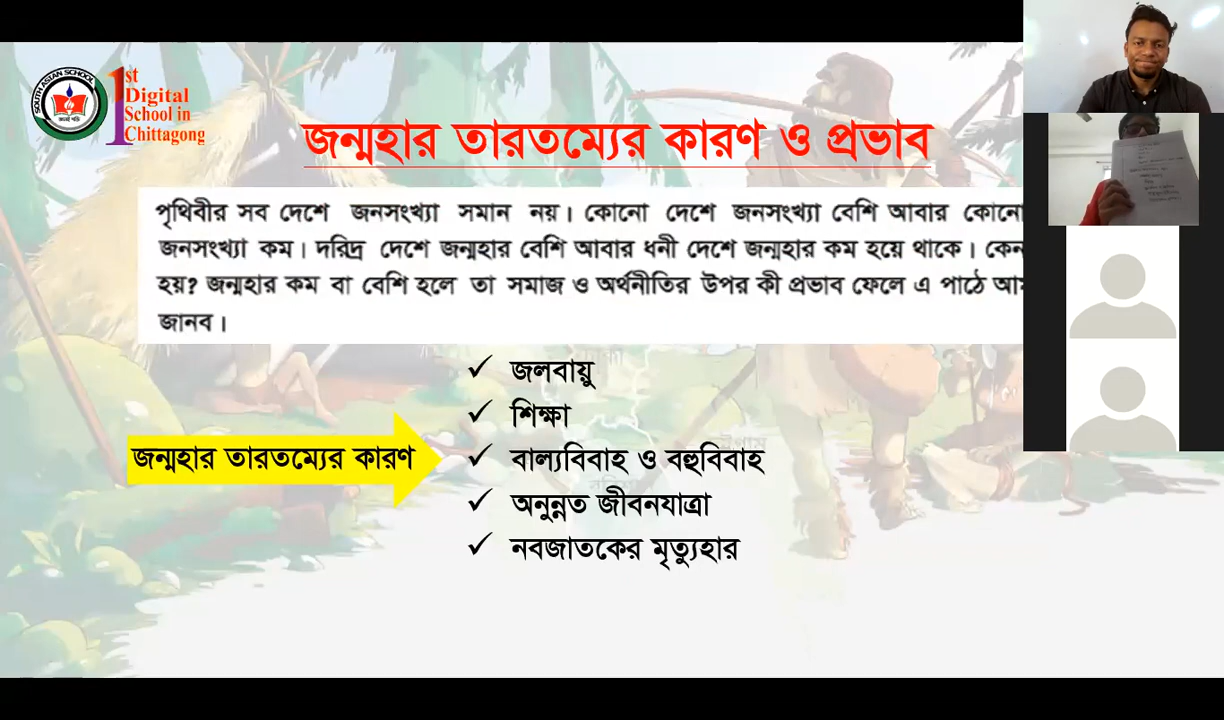 SOUTH ASIAN SCHOOL
1st
Digital
School in
Chittagong
জন্মহার তারতম্যের কারণ ও প্রভাব
পৃথিবীর সব দেশে জনসংখ্যা সমান নয়। কোনো দেশে জনসংখ্যা বেশি আবার কোনো
জনসংখ্যা কম। দরিদ্র দেশে জন্মহার বেশি আবার ধনী দেশে জন্মহার কম হয়ে থাকে। কেন
হয়? জন্মহার কম বা বেশি হলে তা সমাজ ও অর্থনীতির উপর কী প্রভাব ফেলে এ পাঠে
জানব।
জন্মহার তারতম্যের কারণ
✓ জলবায়ু
✓ শিক্ষা
✓ বাল্যবিবাহ ও বহুবিবাহ
✓ অনুন্নত জীবনযাত্রা
✓ নবজাতকের মৃত্যুহার